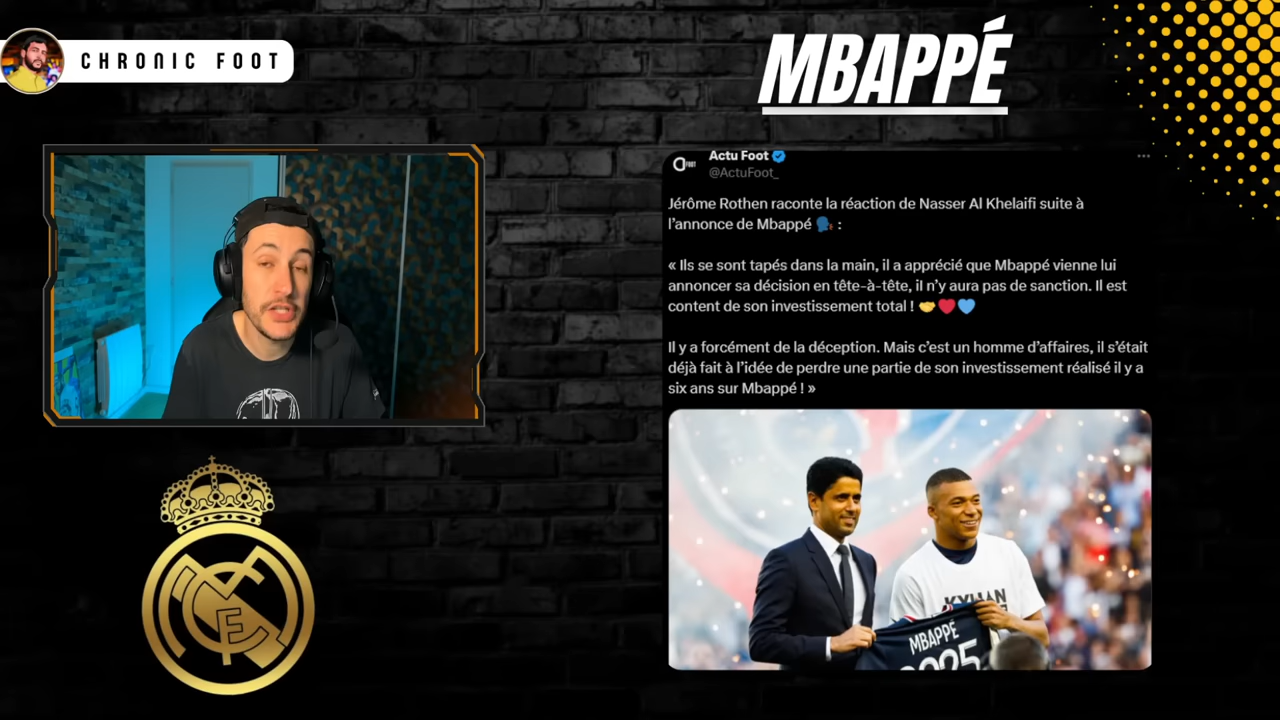 CHRONIC FOOT
MBAPPÉ
FOOT
Actu Foot
@ActuFoot_
Jérôme Rothen raconte la réaction de Nasser Al Khelaifi suite à
l'annonce de Mbappé 🗣️ :
« Ils se sont tapés dans la main, il a apprécié que Mbappé vienne lui
annoncer sa décision en tête-à-tête, il n'y aura pas de sanction. Il est
content de son investissement total ! 🤝❤️💙
Il y a forcément de la déception. Mais c'est un homme d'affaires, il s'était
déjà fait à l'idée de perdre une partie de son investissement réalisé il y a
six ans sur Mbappé ! »
KYLIAN
MBAPPÉ
2025